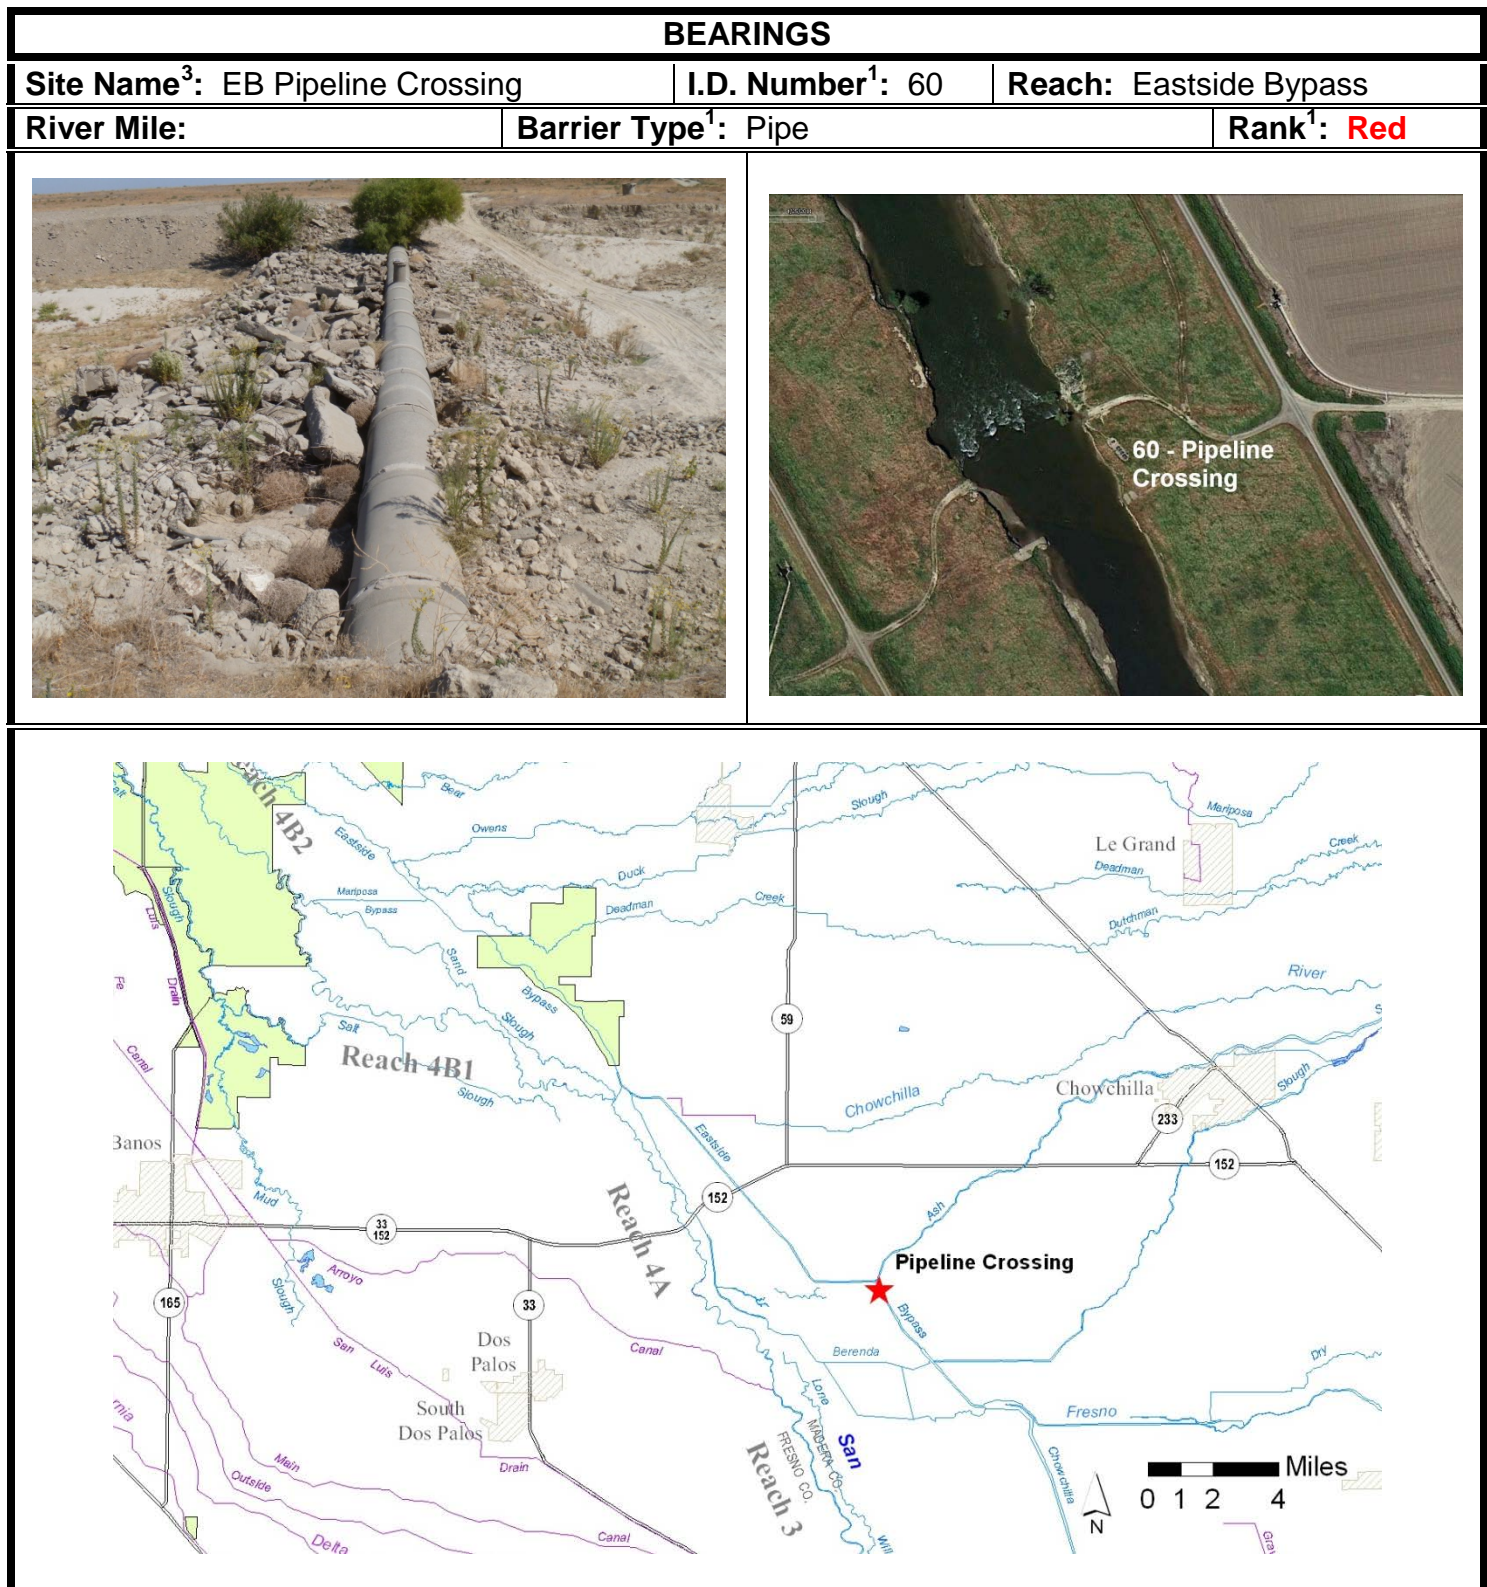 BEARINGS
Site Name3: EB Pipeline Crossing
I.D. Number1: 60
Reach: Eastside Bypass
River Mile:
Barrier Type1: Pipe
Rank1: Red
60 - Pipeline
Crossing
Reach 4B2
Bear
Salt
Eastside
Owens
Slough
Mariposa
Le Grand
Creek
Deadman
Dutchman
Duck
Mariposa
Bypass
Deadman
Creek
Slough
Luis
Drain
Fe
Sand
Bypass
Slough
River
59
Salt
Reach 4B1
Slough
Canal
Chowchilla
Chowchilla
Slough
S
233
152
Banos
Eastside
Mud
Reach 4A
152
Ash
33
152
Arroyo
Slough
Pipeline Crossing
165
33
Bypass
Dos
Palos
San
Luis
Canal
Berenda
Dry
South
Dos Palos
Lone
Fresno
MADERA CO.
FRESNO CO.
San
Reach 3
rnia
Main
Outside
Drain
Chowchilla
Miles
0 1 2 4
N
Delta
Canal
Will
Grav